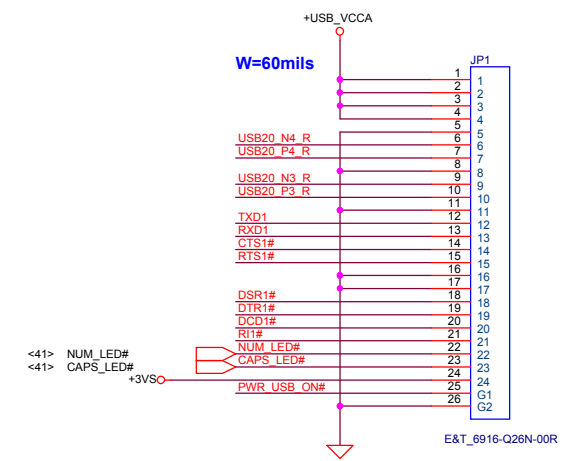 +USB_VCCA
W=60mils
JP1
1 1
2 2
3 3
4 4
5 5
USB20_N4_R 6 6
USB20_P4_R 7 7
8 8
USB20_N3_R 9 9
USB20_P3_R 10 10
11 11
TXD1 12 12
RXD1 13 13
CTS1# 14 14
RTS1# 15 15
16 16
17 17
DSR1# 18 18
DTR1# 19 19
DCD1# 20 20
RI1# 21 21
<41> NUM_LED# NUM_LED# 22 22
<41> CAPS_LED# CAPS_LED# 23 23
+3VS 24 24
PWR_USB_ON# 25 G1
26 G2
E&T_6916-Q26N-00R